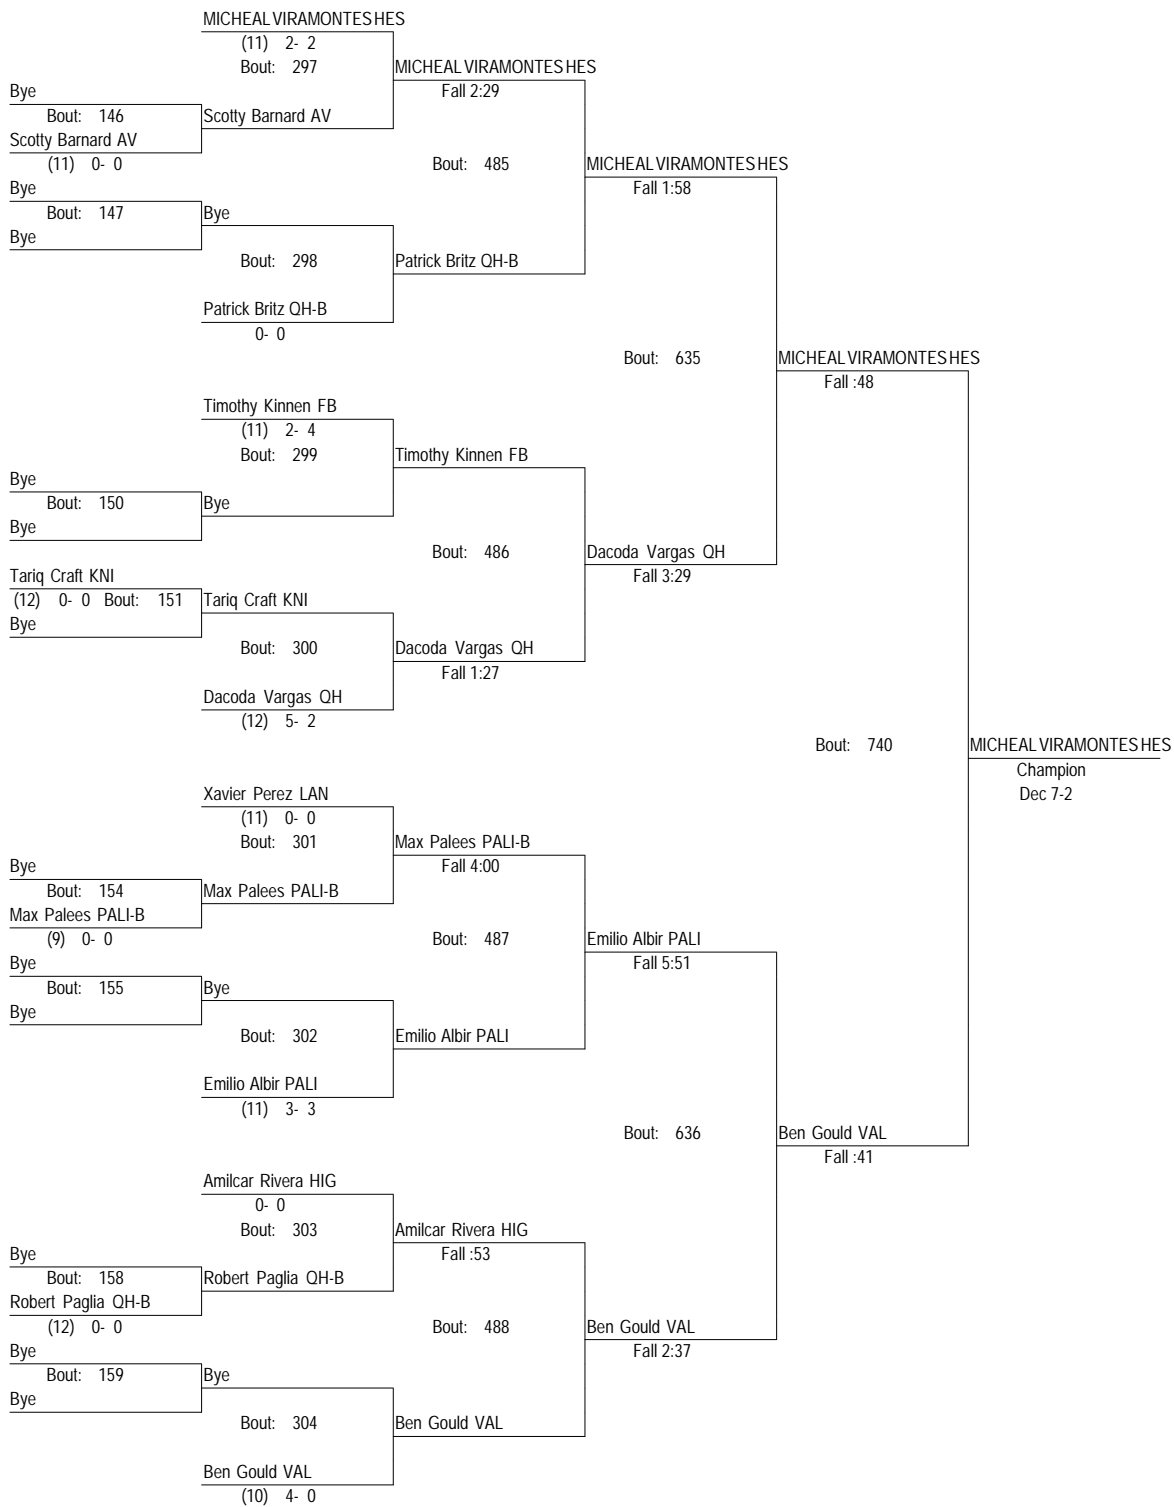 MICHEAL VIRAMONTES HES
(11) 2- 2
Bout: 297
MICHEAL VIRAMONTES HES
Fall 2:29
Bye
Bout: 146
Scotty Barnard AV
Scotty Barnard AV
(11) 0- 0
Bout: 485
MICHEAL VIRAMONTES HES
Fall 1:58
Bye
Bout: 147
Bye
Bye
Bout: 298
Patrick Britz QH-B
Patrick Britz QH-B
0- 0
Bout: 635
MICHEAL VIRAMONTES HES
Fall :48
Timothy Kinnen FB
(11) 2- 4
Bout: 299
Timothy Kinnen FB
Bye
Bout: 150
Bye
Bye
Bout: 486
Dacoda Vargas QH
Fall 3:29
Tariq Craft KNI
(12) 0- 0 Bout: 151
Tariq Craft KNI
Bye
Bout: 300
Dacoda Vargas QH
Fall 1:27
Dacoda Vargas QH
(12) 5- 2
Bout: 740
MICHEAL VIRAMONTES HES
Champion
Dec 7-2
Xavier Perez LAN
(11) 0- 0
Bout: 301
Max Palees PALI-B
Fall 4:00
Bye
Bout: 154
Max Palees PALI-B
Max Palees PALI-B
(9) 0- 0
Bout: 487
Emilio Albir PALI
Fall 5:51
Bye
Bout: 155
Bye
Bye
Bout: 302
Emilio Albir PALI
Emilio Albir PALI
(11) 3- 3
Bout: 636
Ben Gould VAL
Fall :41
Amilcar Rivera HIG
0- 0
Bout: 303
Amilcar Rivera HIG
Fall :53
Bye
Bout: 158
Robert Paglia QH-B
Robert Paglia QH-B
(12) 0- 0
Bout: 488
Ben Gould VAL
Fall 2:37
Bye
Bout: 159
Bye
Bye
Bout: 304
Ben Gould VAL
Ben Gould VAL
(10) 4- 0